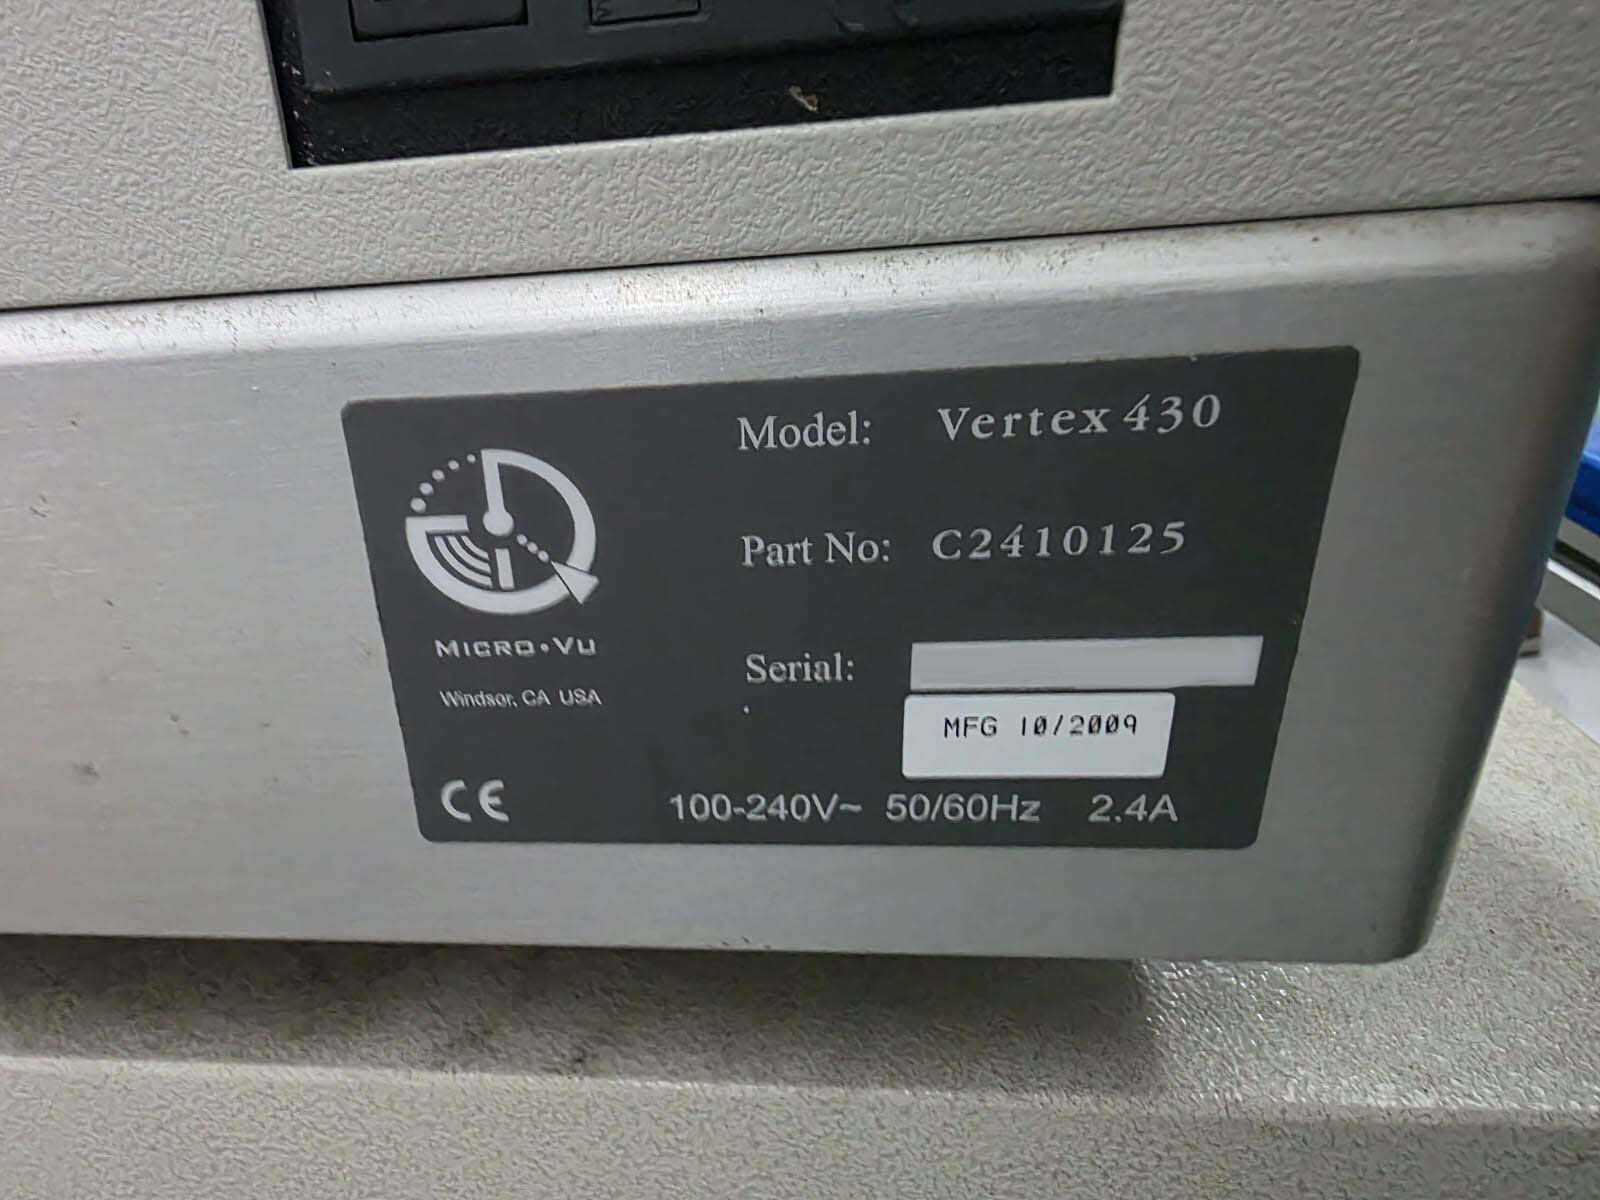 Model: Vertex 430
Part No: C2410125
MICRO•VU
Windsor, CA USA
Serial:
MFG 10/2009
CE
100-240V~ 50/60Hz 2.4A